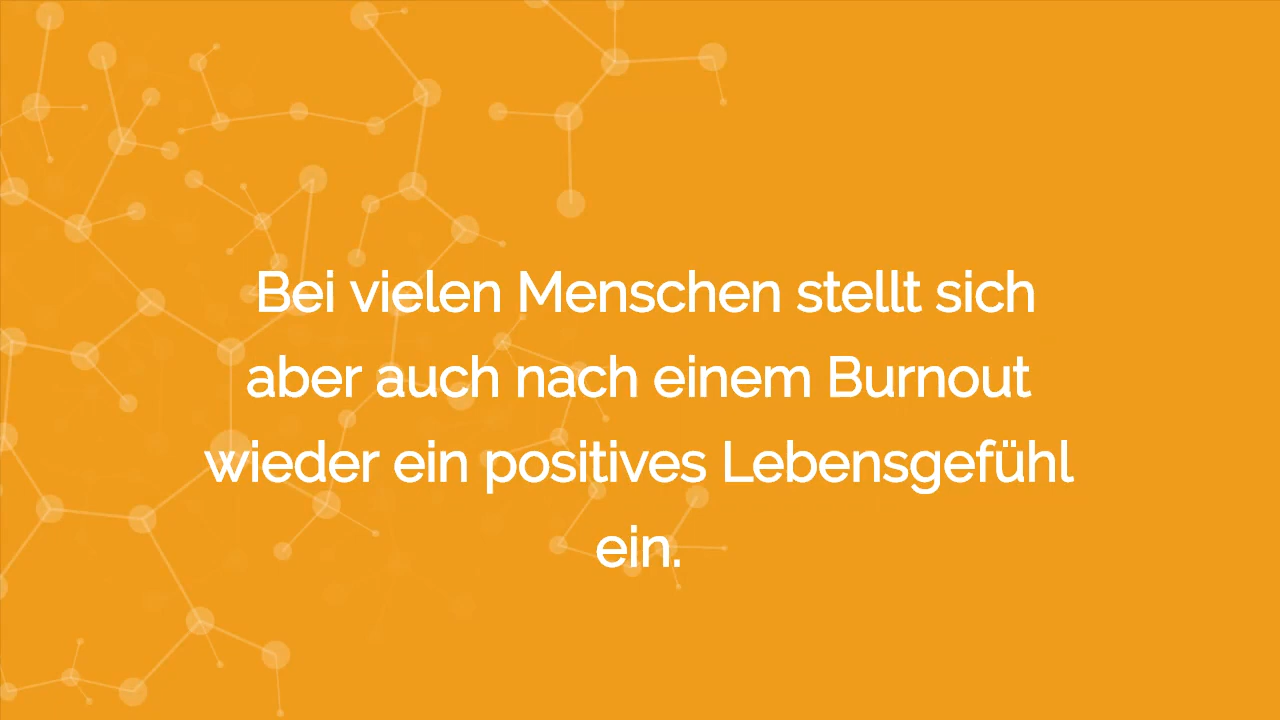 Bei vielen Menschen stellt sich
aber auch nach einem Burnout
wieder ein positives Lebensgefühl
ein.